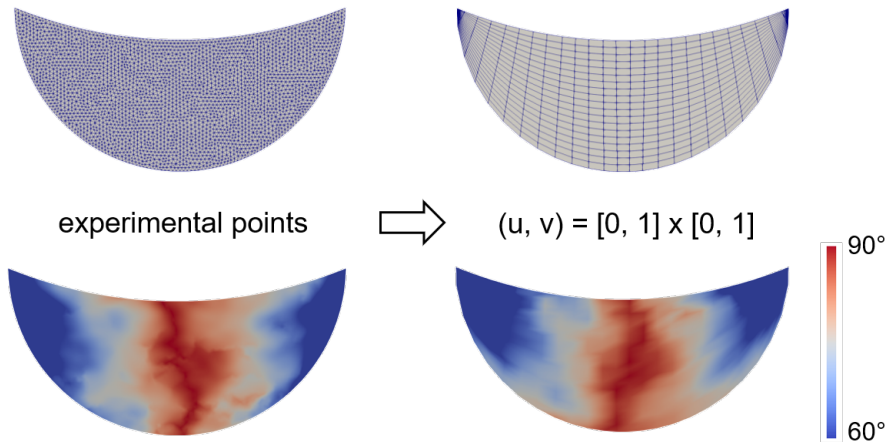 experimental points
(u, v) = [0, 1] x [0, 1]
90°
60°